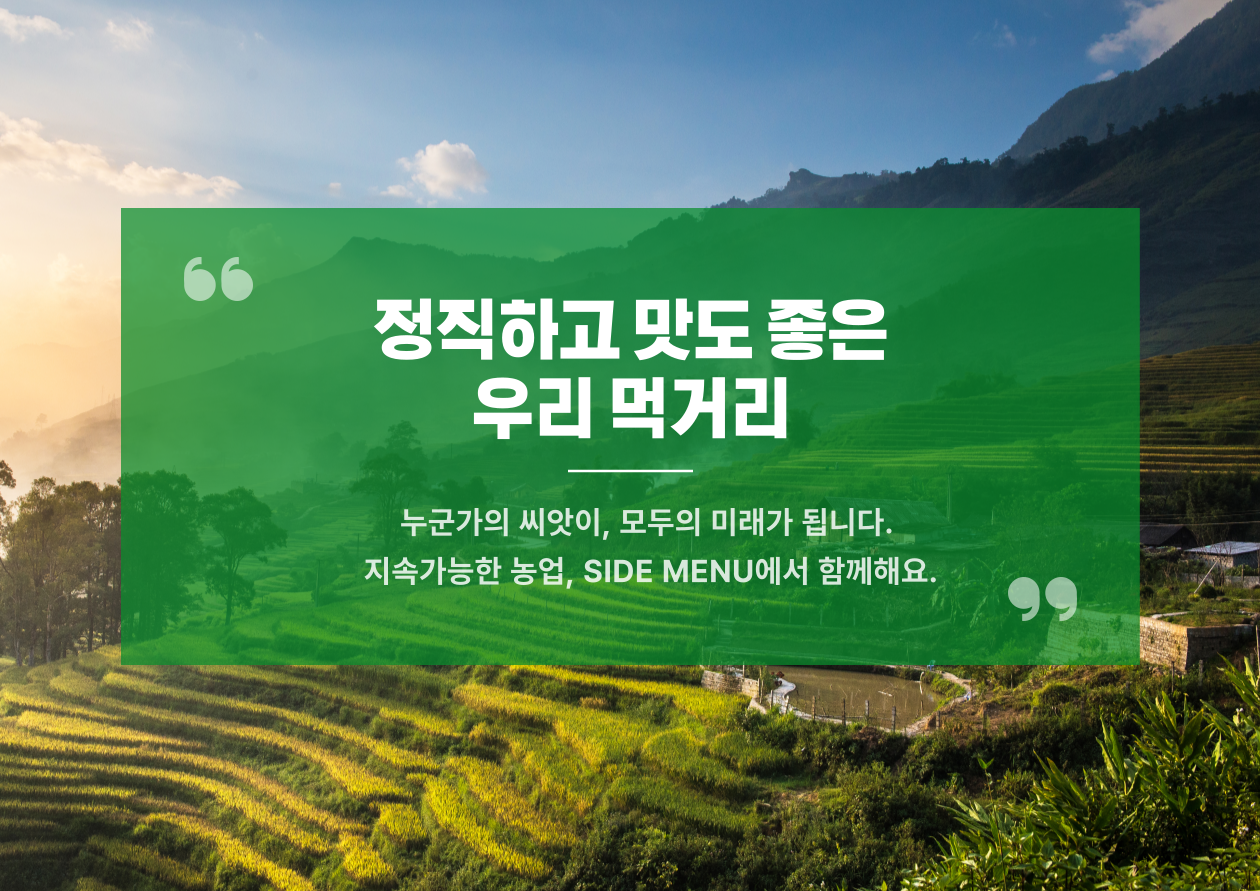 “
정직하고 맛도 좋은
우리 먹거리
누군가의 씨앗이, 모두의 미래가 됩니다.
지속가능한 농업, SIDE MENU에서 함께해요.
”